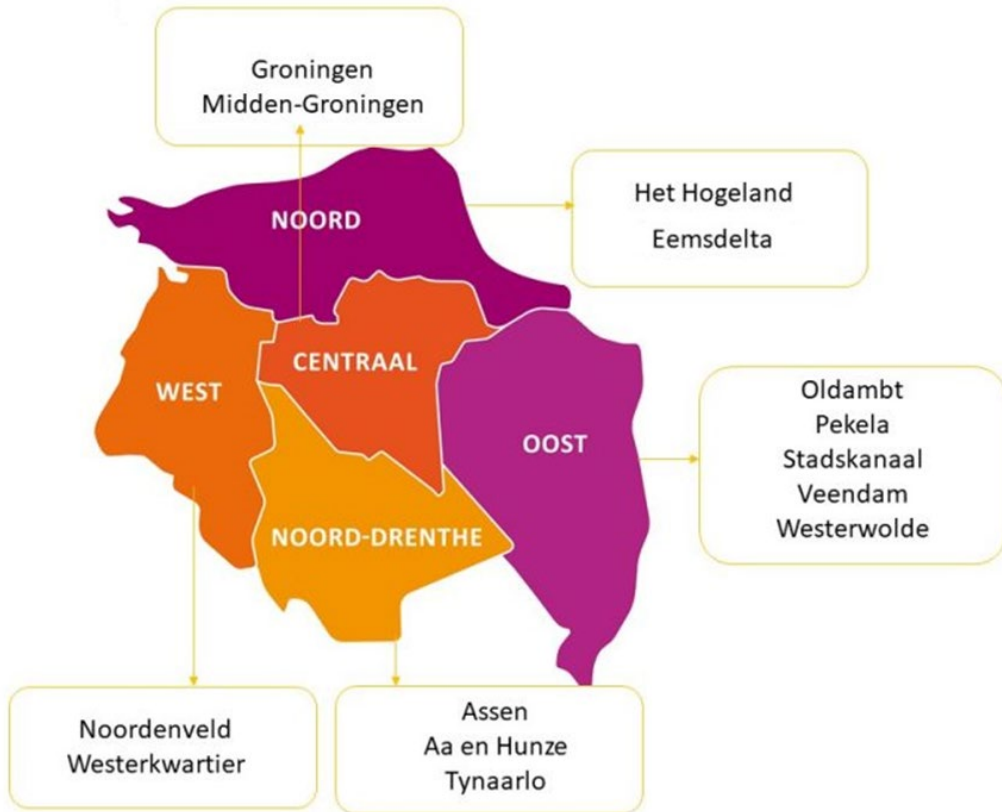 Groningen
Midden-Groningen
Het Hogeland
Eemsdelta
NOORD
CENTRAAL
WEST
OOST
NOORD-DRENTHE
Oldambt
Pekela
Stadskanaal
Veendam
Westerwolde
Noordenveld
Westerkwartier
Assen
Aa en Hunze
Tynaarlo